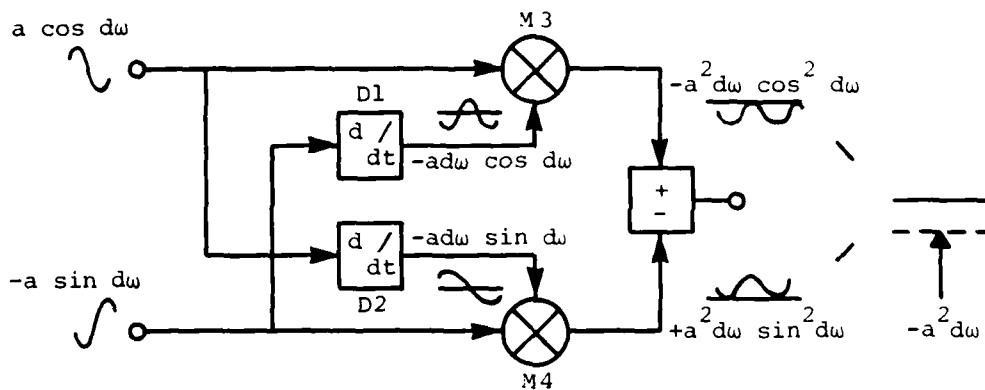 a cos dω
M3
D1
d/dt
-adω cos dω
-a²dω cos² dω
+
-
d/dt
-adω sin dω
D2
-a sin dω
M4
+a²dω sin²dω
-a²dω